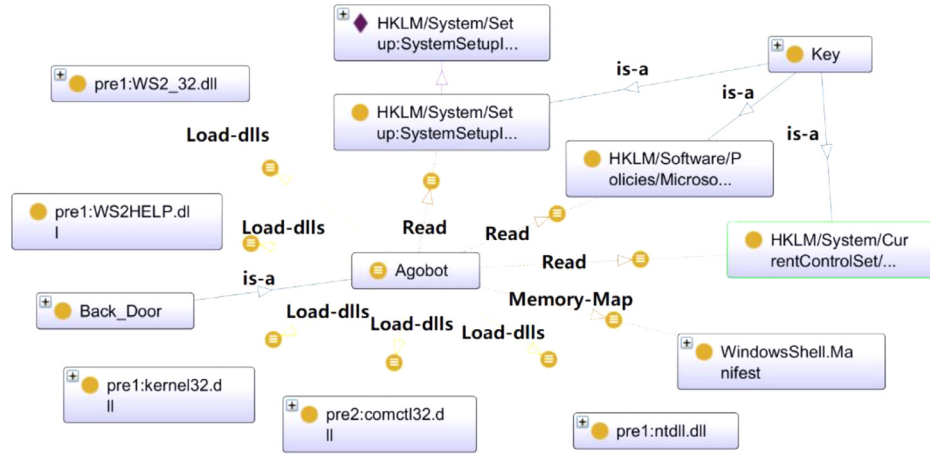 HKLM/System/Set
up:SystemSetupI...
Key
is-a
pre1:WS2_32.dll
is-a
HKLM/System/Set
up:SystemSetupI...
Load-dlls
is-a
HKLM/Software/P
olicies/Microso...
pre1:WS2HELP.dl
l
Load-dlls
Read
Read
HKLM/System/Cur
rentControlSet/...
Agobot
Read
is-a
Back_Door
Memory-Map
Load-dlls
Load-dlls
Load-dlls
WindowsShell.Ma
nifest
pre1:kernel32.d
ll
pre2:comctl32.d
ll
pre1:ntdll.dll